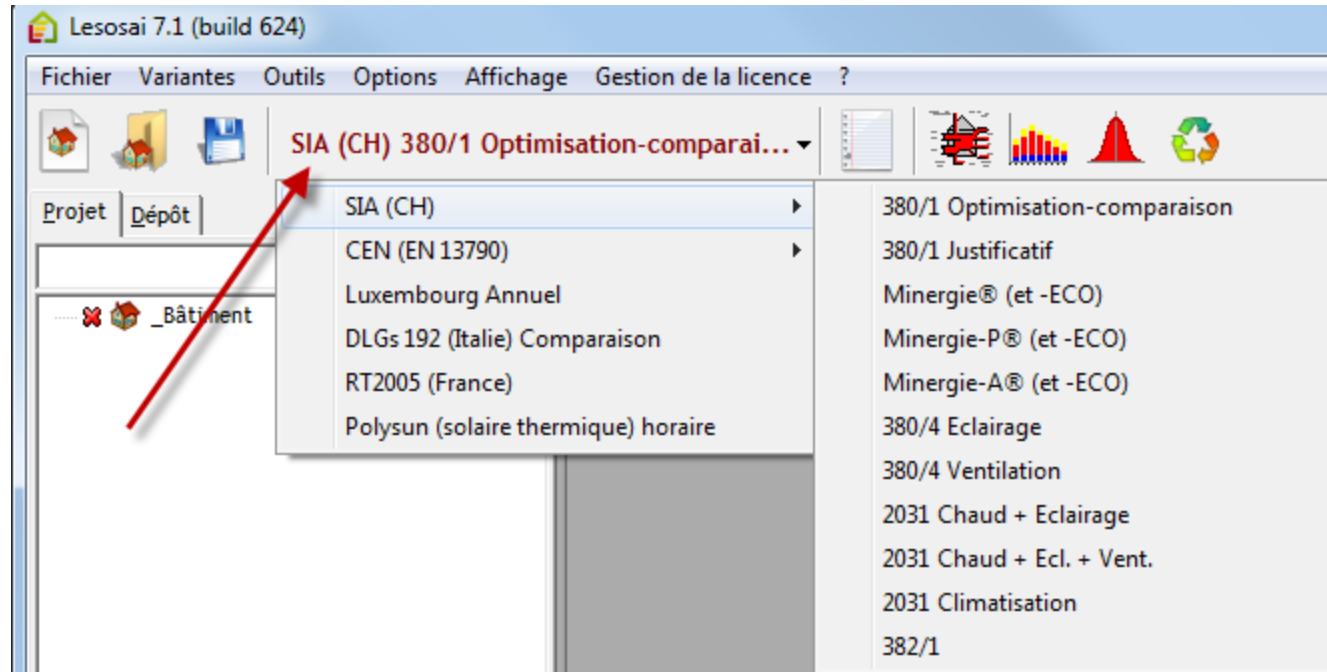 Lesosai 7.1 (build 624)
Fichier Variantes Outils Options Affichage Gestion de la licence ?
SIA (CH) 380/1 Optimisation-comparai...
Projet Dépôt
_Bâtiment
SIA (CH)
CEN (EN 13790)
Luxembourg Annuel
DLGs 192 (Italie) Comparaison
RT2005 (France)
Polysun (solaire thermique) horaire
380/1 Optimisation-comparaison
380/1 Justificatif
Minergie® (et -ECO)
Minergie-P® (et -ECO)
Minergie-A® (et -ECO)
380/4 Eclairage
380/4 Ventilation
2031 Chaud + Eclairage
2031 Chaud + Ecl. + Vent.
2031 Climatisation
382/1